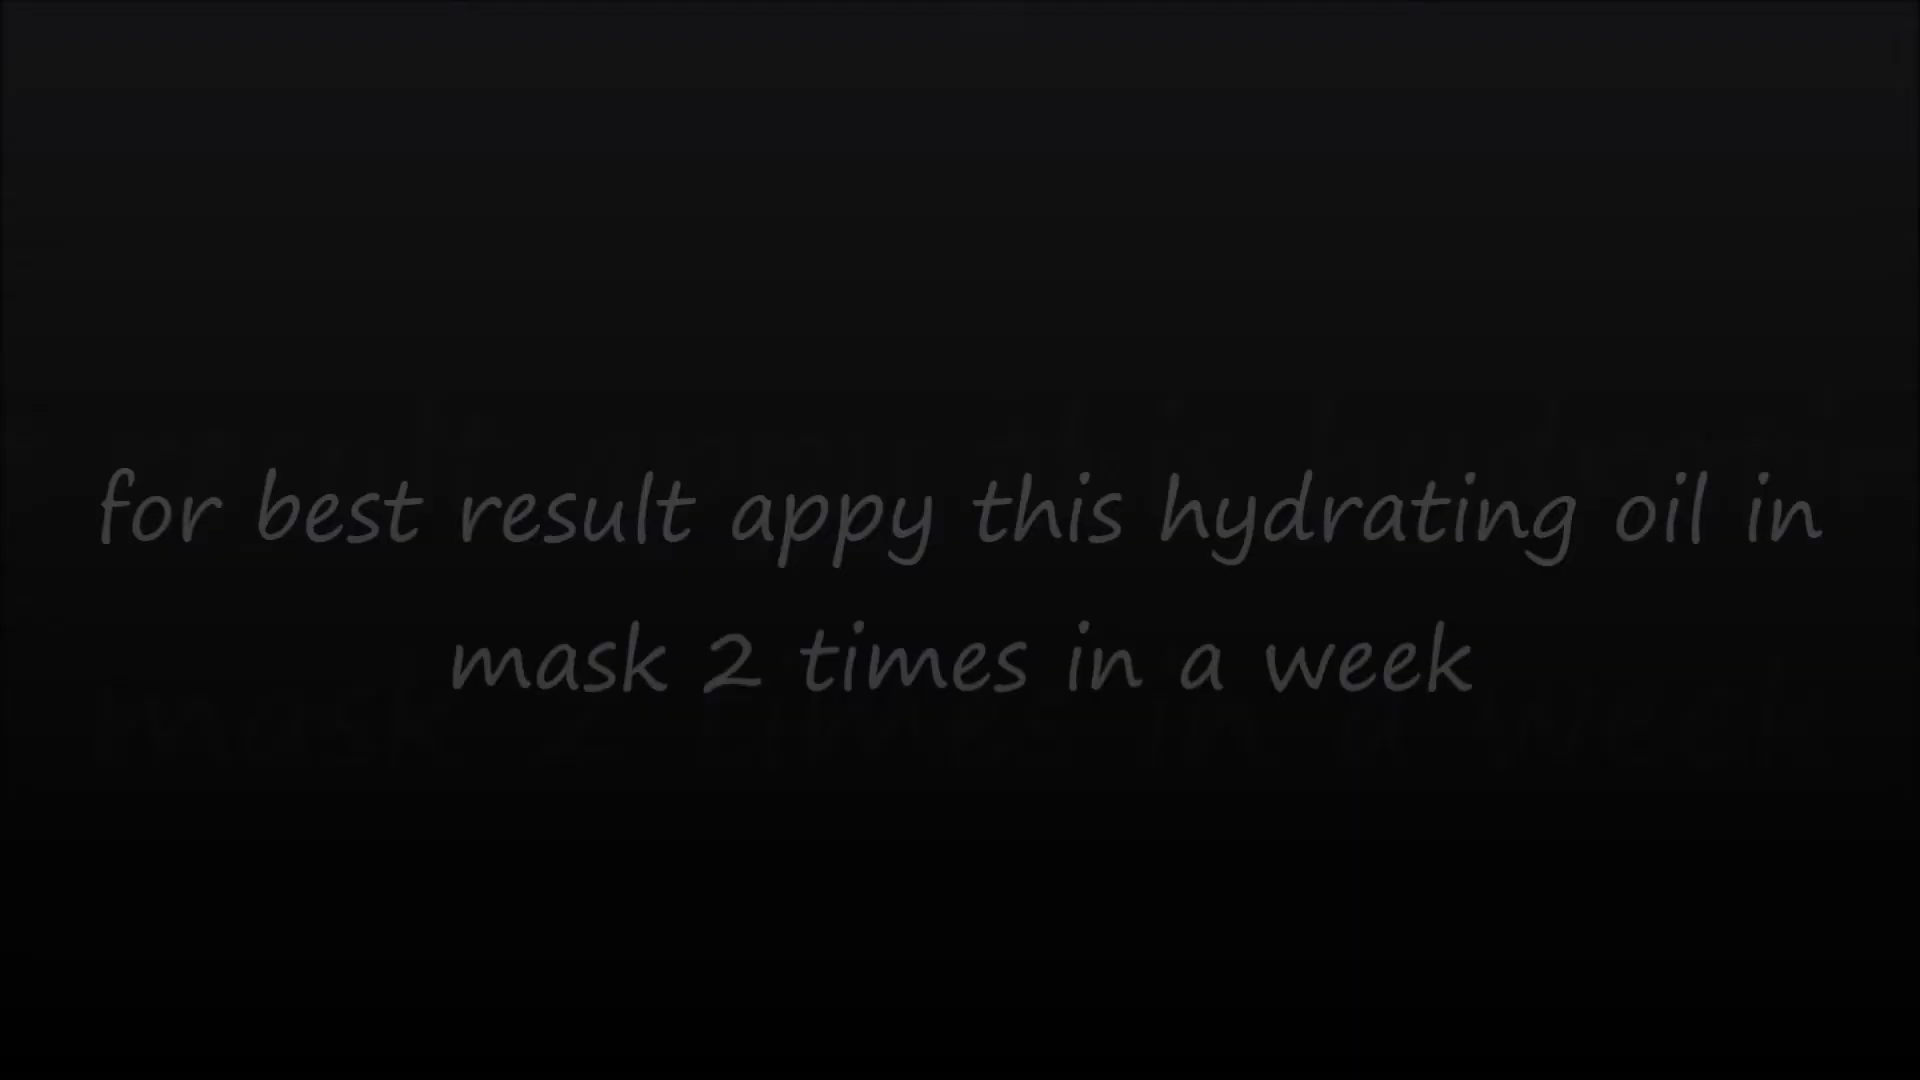 for best result appy this hydrating oil in
mask 2 times in a week